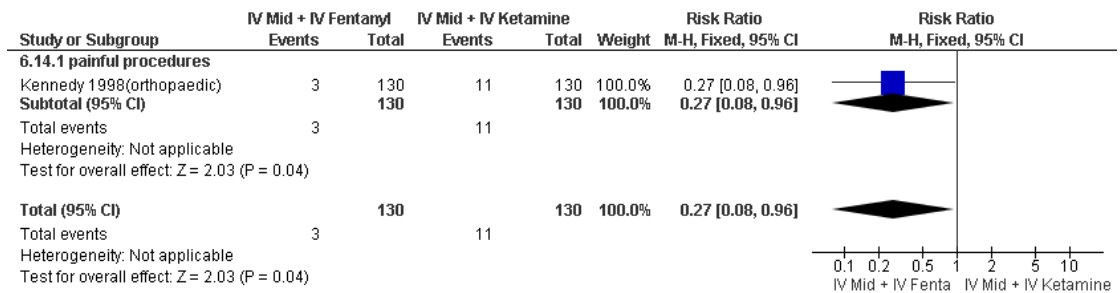 IV Mid + IV Fentanyl IV Mid + IV Ketamine Risk Ratio Risk Ratio
Study or Subgroup Events Total Events Total Weight M-H, Fixed, 95% CI M-H, Fixed, 95% CI
6.14.1 painful procedures
Kennedy 1998(orthopaedic) 3 130 11 130 100.0% 0.27 [0.08, 0.96]
Subtotal (95% CI) 130 130 100.0% 0.27 [0.08, 0.96]
Total events 3 11
Heterogeneity: Not applicable
Test for overall effect: Z = 2.03 (P = 0.04)
Total (95% CI) 130 130 100.0% 0.27 [0.08, 0.96]
Total events 3 11
Heterogeneity: Not applicable
Test for overall effect: Z = 2.03 (P = 0.04)
0.1 0.2 0.5 1 2 5 10
IV Mid + IV Fenta IV Mid + IV Ketamine